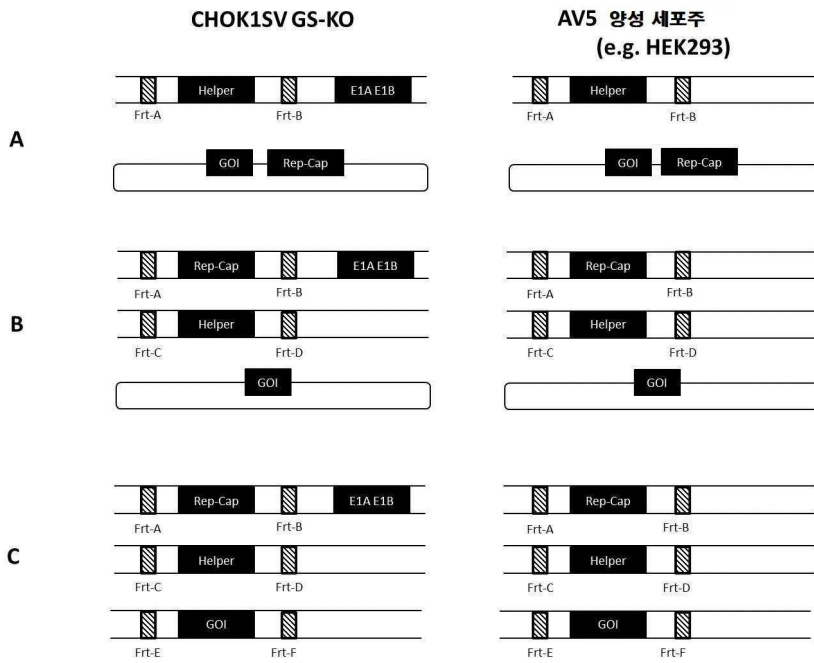 CHOK1SV GS-KO
AV5 양성 세포주
(e.g. HEK293)
A
Helper
E1A E1B
Frt-A
Frt-B
GOI
Rep-Cap
Helper
Frt-A
Frt-B
GOI
Rep-Cap
B
Rep-Cap
E1A E1B
Frt-A
Frt-B
Helper
Frt-C
Frt-D
GOI
Rep-Cap
Frt-A
Frt-B
Helper
Frt-C
Frt-D
GOI
C
Rep-Cap
E1A E1B
Frt-A
Frt-B
Helper
Frt-C
Frt-D
GOI
Frt-E
Frt-F
Rep-Cap
Frt-A
Frt-B
Helper
Frt-C
Frt-D
GOI
Frt-E
Frt-F